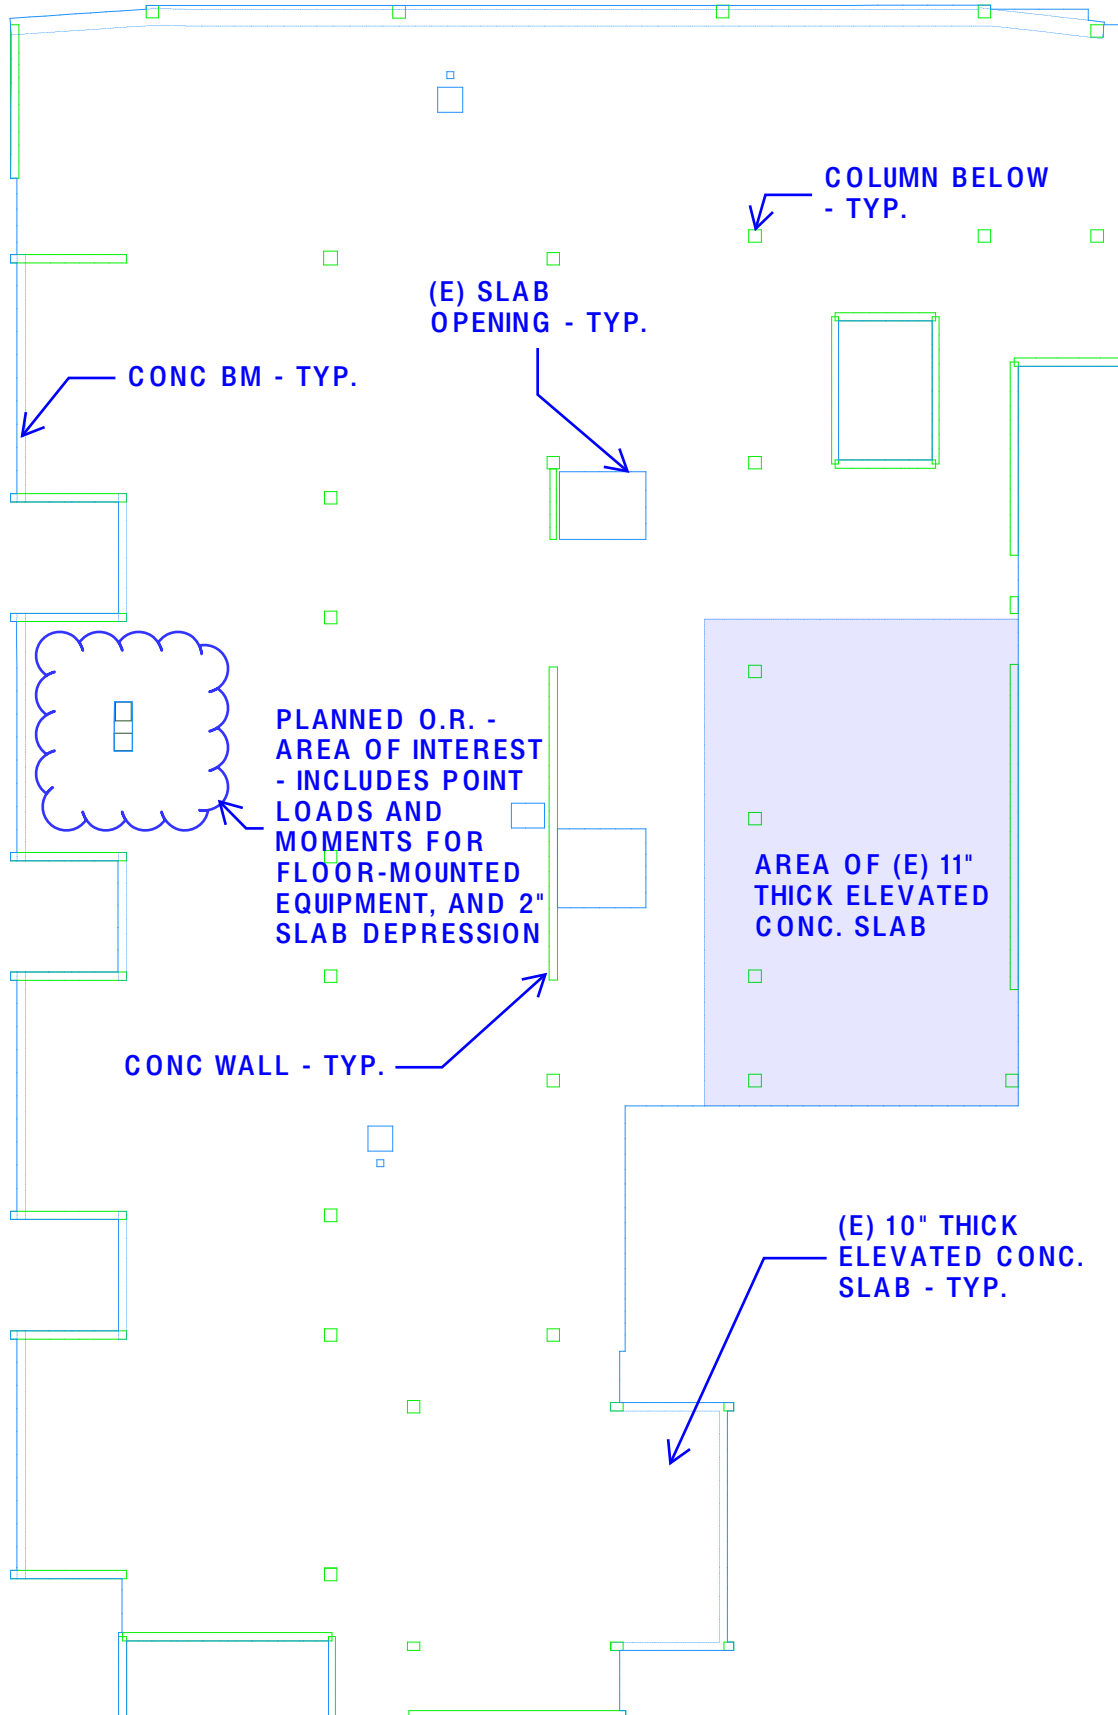 COLUMN BELOW
- TYP.
(E) SLAB
OPENING - TYP.
CONC BM - TYP.
PLANNED O.R. -
AREA OF INTEREST
- INCLUDES POINT
LOADS AND
MOMENTS FOR
FLOOR-MOUNTED
EQUIPMENT, AND 2"
SLAB DEPRESSION
AREA OF (E) 11"
THICK ELEVATED
CONC. SLAB
CONC WALL - TYP.
(E) 10" THICK
ELEVATED CONC.
SLAB - TYP.